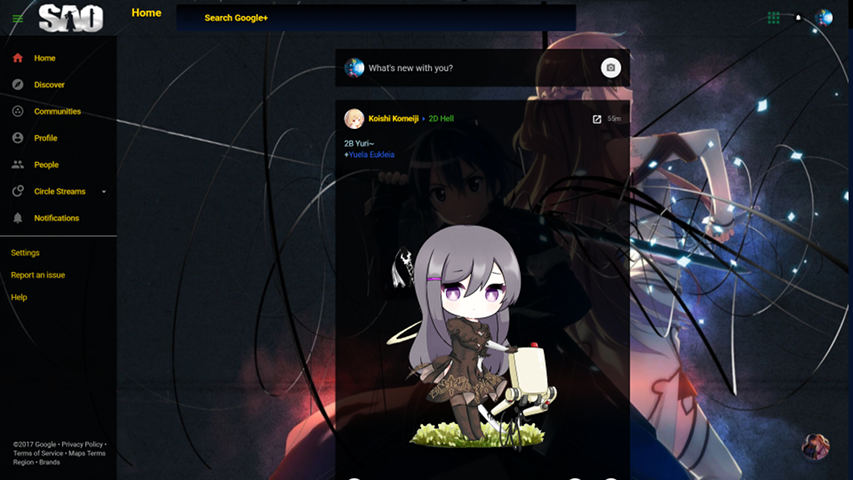 SAO
Home
Search Google+
Home
Discover
Communities
Profile
People
Circle Streams
Notifications
Settings
Report an issue
Help
©2017 Google • Privacy Policy •
Terms of Service • Maps Terms
Region • Brands
What's new with you?
Koishi Komeiji 2D Hell
55m
2B Yuri~
+Yuela Eukleia